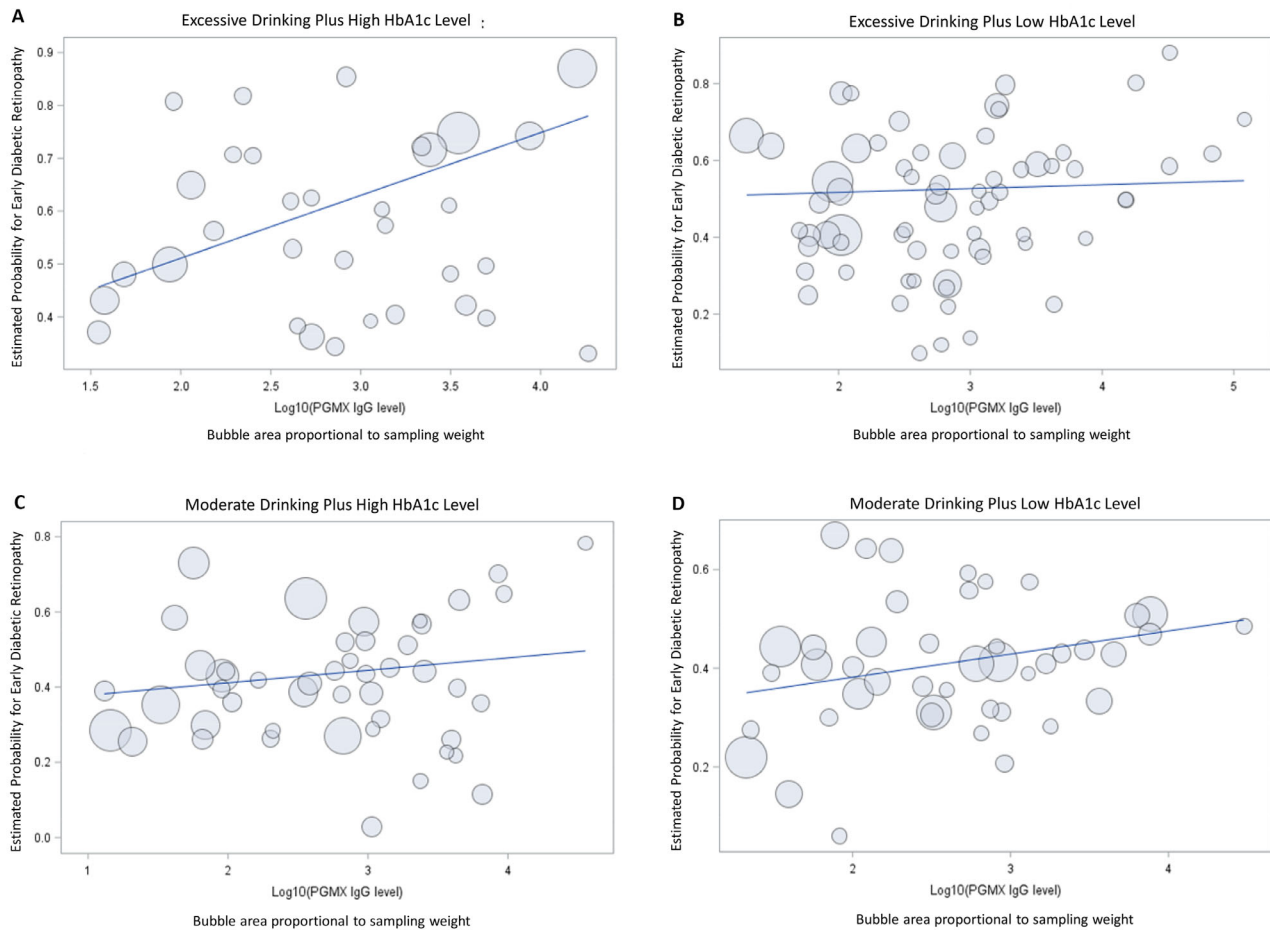 A
Excessive Drinking Plus High HbA1c Level :
Estimated Probability for Early Diabetic Retinopathy
0.9
0.8
0.7
0.6
0.5
0.4
1.5 2.0 2.5 3.0 3.5 4.0
Log10(PGMX IgG level)
Bubble area proportional to sampling weight
B
Excessive Drinking Plus Low HbA1c Level
Estimated Probability for Early Diabetic Retinopathy
0.8
0.6
0.4
0.2
2 3 4 5
Log10(PGMX IgG level)
Bubble area proportional to sampling weight
C
Moderate Drinking Plus High HbA1c Level
Estimated Probability for Early Diabetic Retinopathy
0.8
0.6
0.4
0.2
0.0
1 2 3 4
Log10(PGMX IgG level)
Bubble area proportional to sampling weight
D
Moderate Drinking Plus Low HbA1c Level
Estimated Probability for Early Diabetic Retinopathy
0.6
0.4
0.2
2 3 4
Log10(PGMX IgG level)
Bubble area proportional to sampling weight